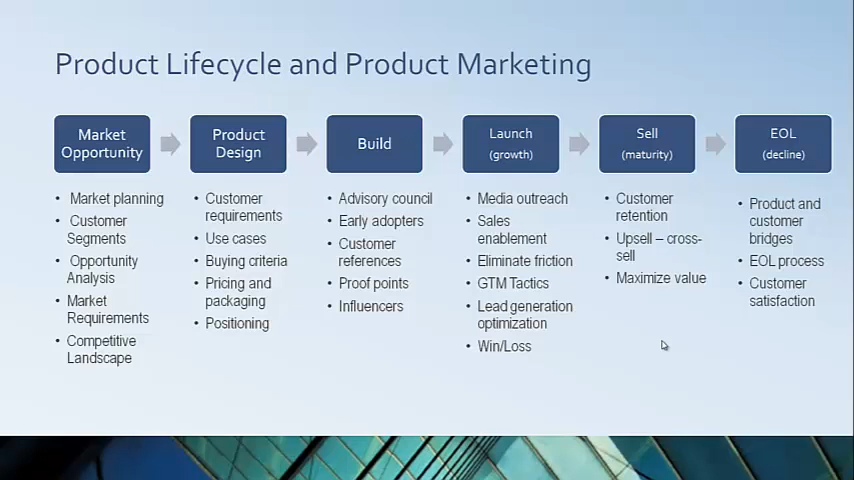 Product Lifecycle and Product Marketing
Market
Opportunity
• Market planning
• Customer
Segments
• Opportunity
Analysis
• Market
Requirements
• Competitive
Landscape
Product
Design
• Customer
requirements
• Use cases
• Buying criteria
• Pricing and
packaging
• Positioning
Build
• Advisory council
• Early adopters
• Customer
references
• Proof points
• Influencers
Launch
(growth)
• Media outreach
• Sales
enablement
• Eliminate friction
• GTM Tactics
• Lead generation
optimization
• Win/Loss
Sell
(maturity)
• Customer
retention
• Upsell – cross-
sell
• Maximize value
EOL
(decline)
• Product and
customer
bridges
• EOL process
• Customer
satisfaction